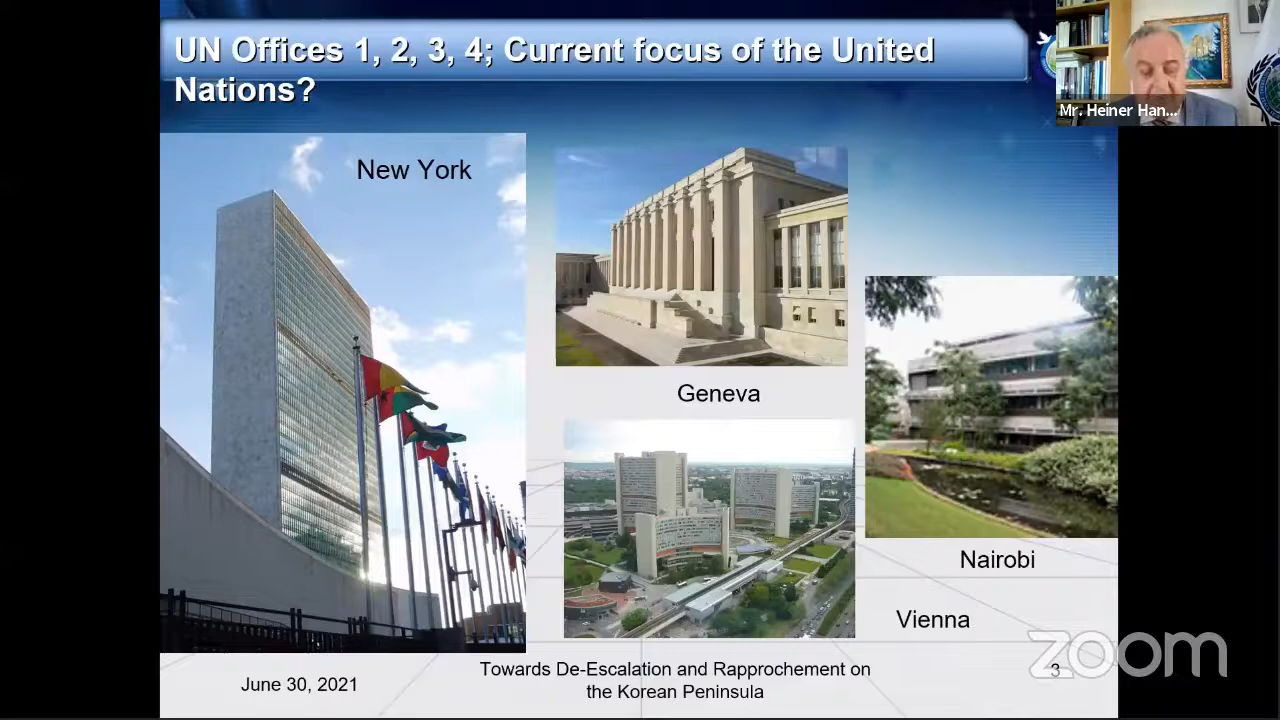 UN Offices 1, 2, 3, 4; Current focus of the United
Nations?
Mr. Heiner Han...
New York
Geneva
Nairobi
Vienna
June 30, 2021
Towards De-Escalation and Rapprochement on
the Korean Peninsula
3
zoom